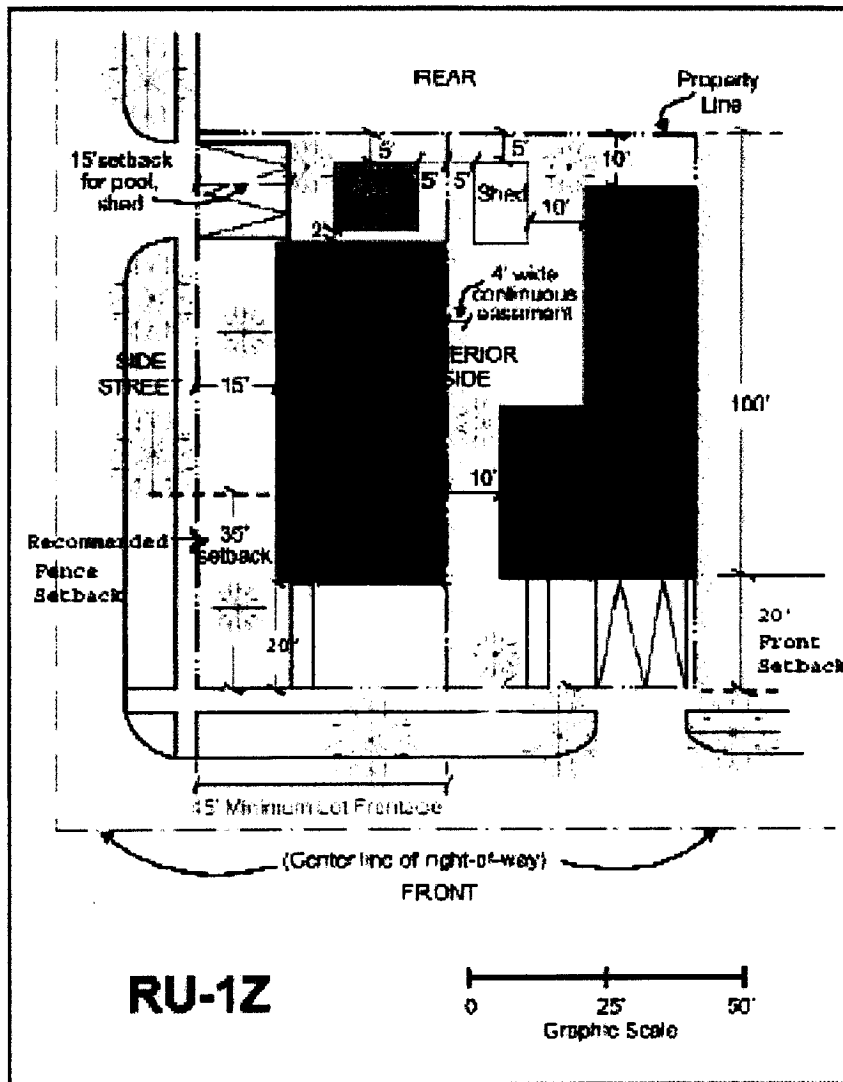 REAR
Property
Line
15' setback
for pool,
shed
5'
5'
10'
5'
5'
Shed
10'
2'
4' wide
continuous
easement
SIDE
STREET
ERIOR
SIDE
15'
100'
10'
Recommended
Fence
Setback
35'
setback
20'
20'
Front
Setback
45' Minimum Lot Frontage
(Center line of right-of-way)
FRONT
RU-1Z
0
25'
50'
Graphic Scale